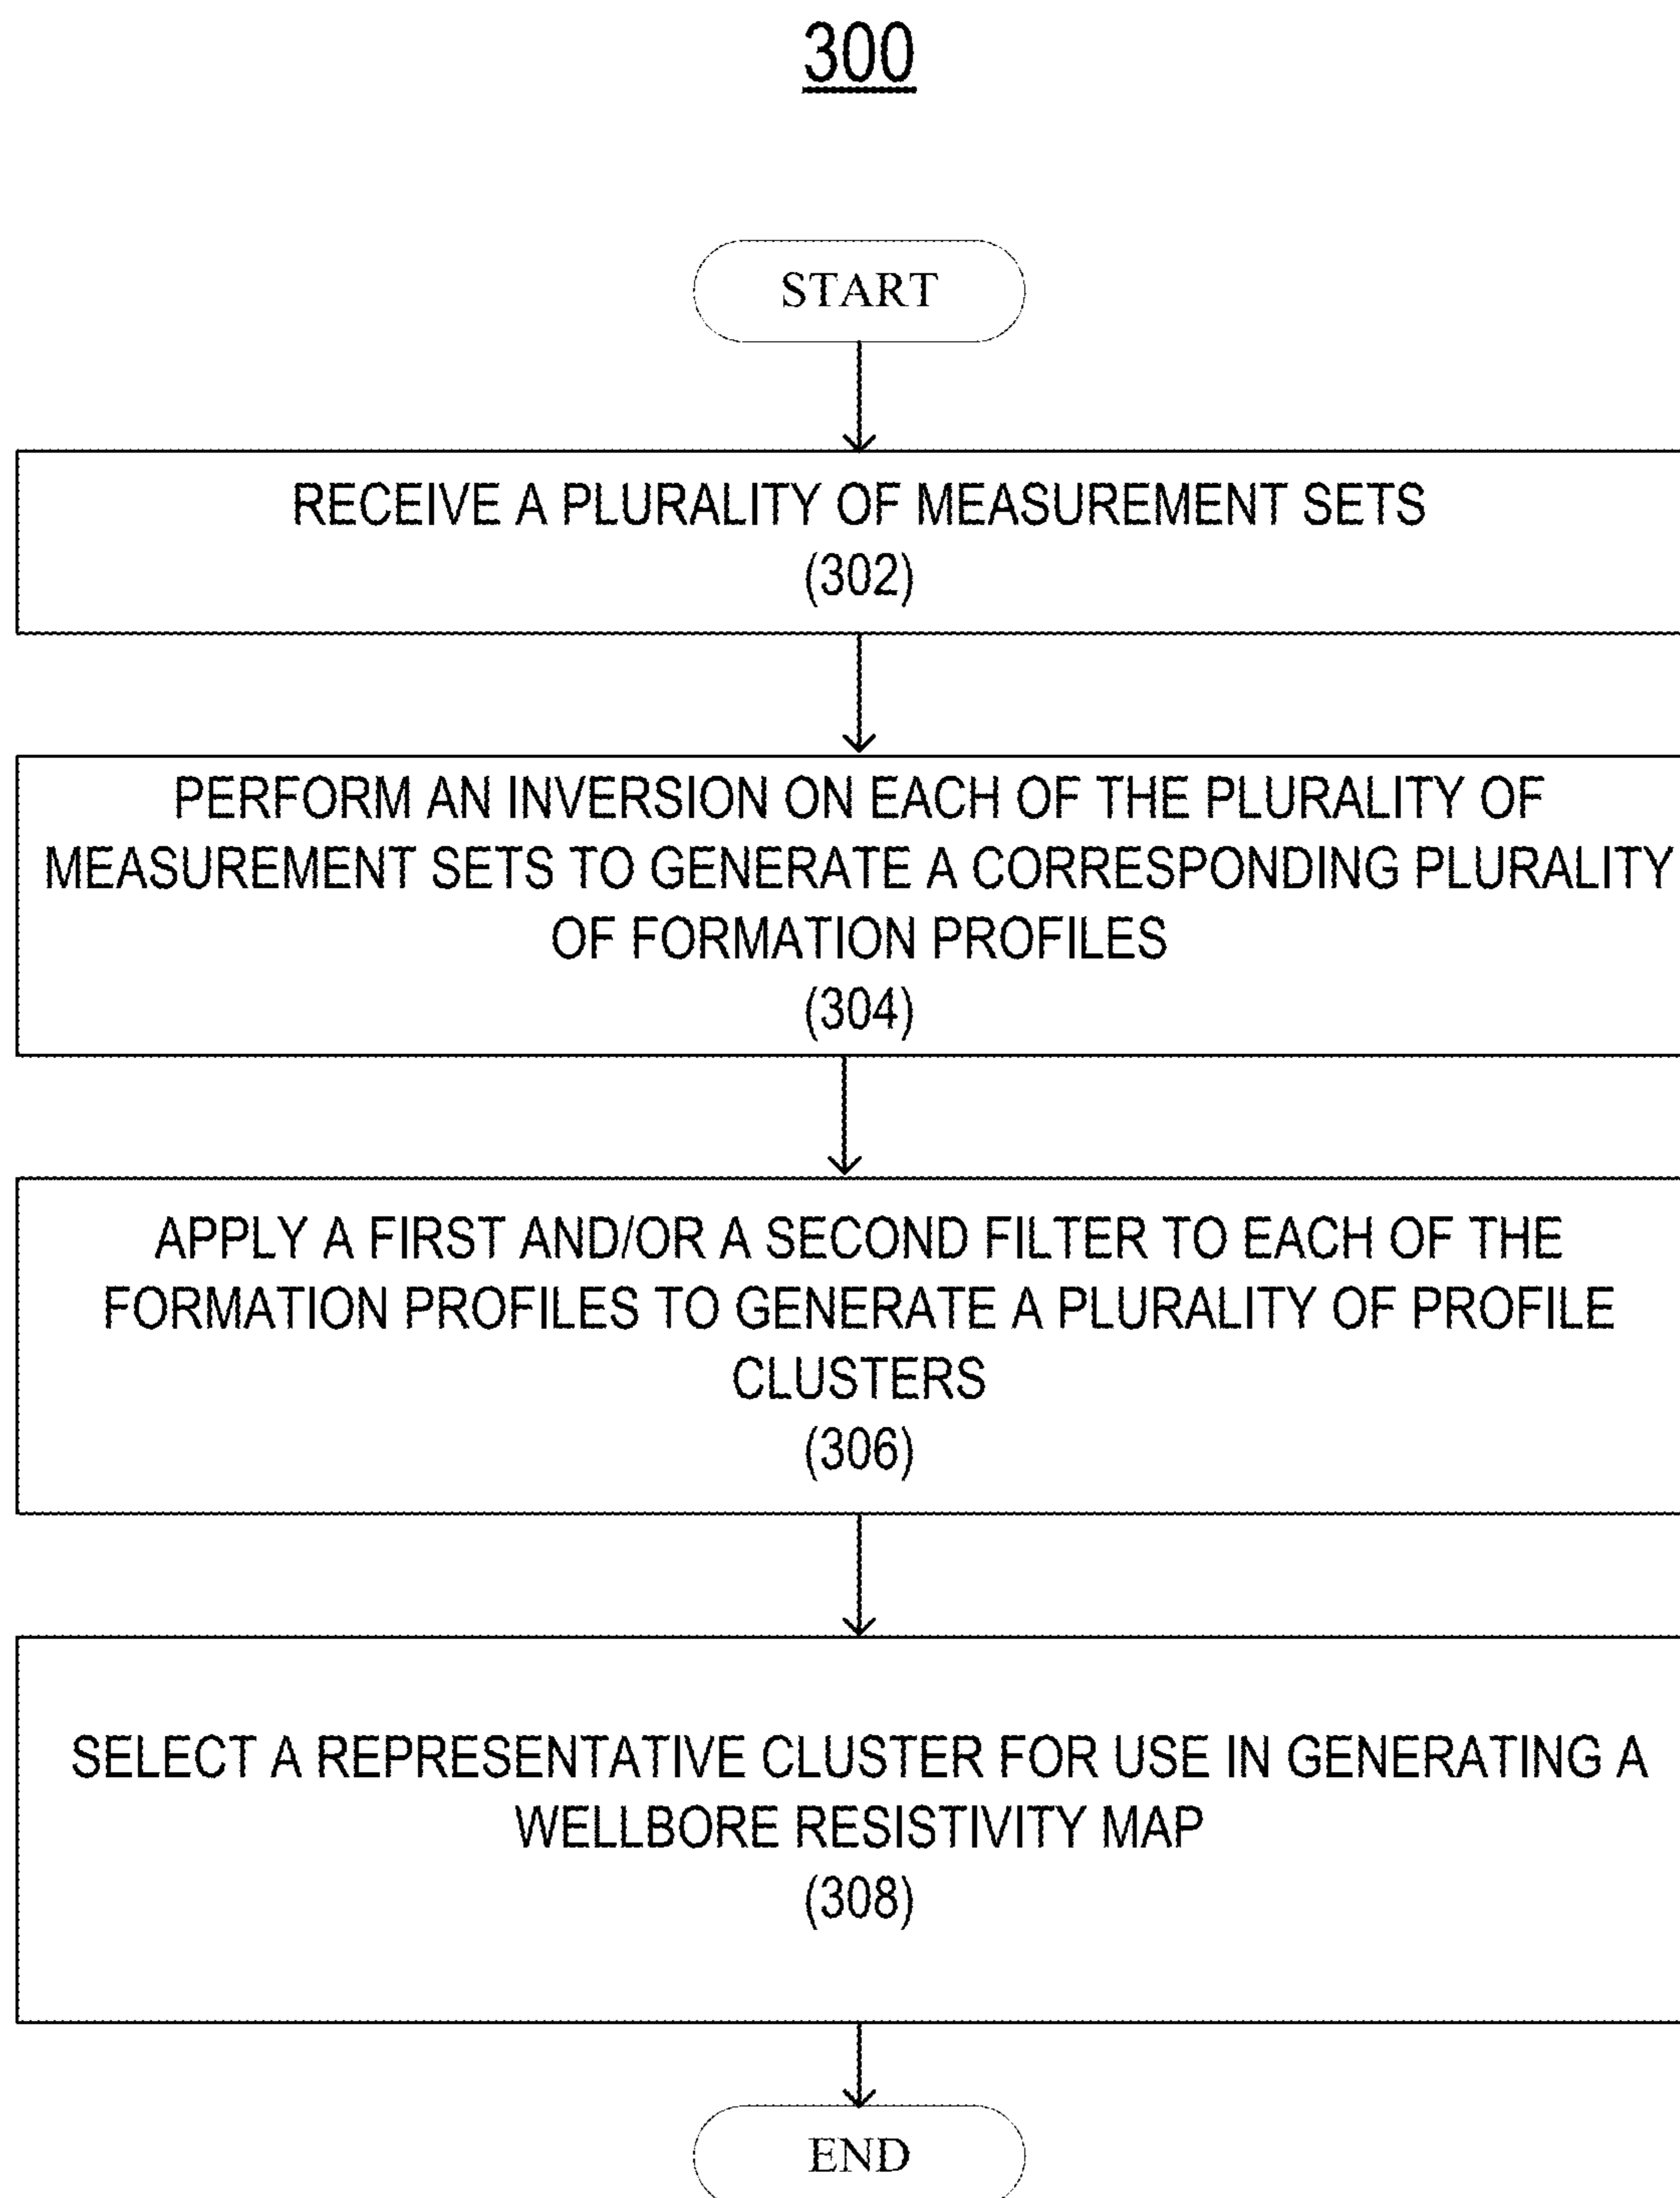 300
START
RECEIVE A PLURALITY OF MEASUREMENT SETS
(302)
PERFORM AN INVERSION ON EACH OF THE PLURALITY OF
MEASUREMENT SETS TO GENERATE A CORRESPONDING PLURALITY
OF FORMATION PROFILES
(304)
APPLY A FIRST AND/OR A SECOND FILTER TO EACH OF THE
FORMATION PROFILES TO GENERATE A PLURALITY OF PROFILE
CLUSTERS
(306)
SELECT A REPRESENTATIVE CLUSTER FOR USE IN GENERATING A
WELLBORE RESISTIVITY MAP
(308)
END